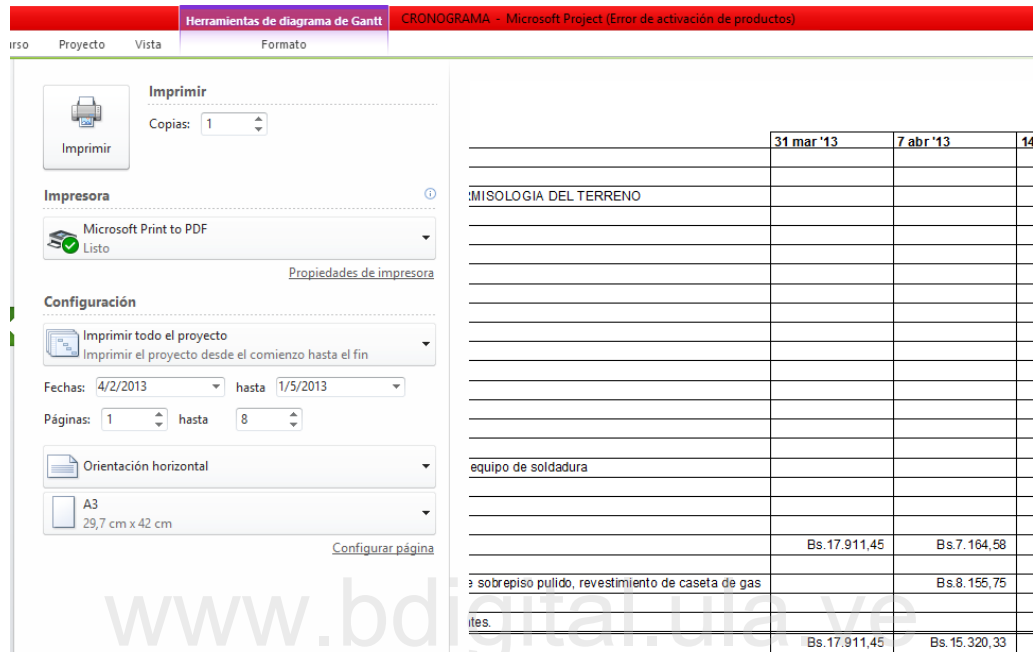 Herramientas de diagrama de Gantt CRONOGRAMA - Microsoft Project (Error de activación de productos)
Proyecto Vista Formato
Imprimir
Imprimir
Copias: 1
Impresora
Microsoft Print to PDF
Listo
Propiedades de impresora
Configuración
Imprimir todo el proyecto
Imprimir el proyecto desde el comienzo hasta el fin
Fechas: 4/2/2013 hasta 1/5/2013
Páginas: 1 hasta 8
Orientación horizontal
A3
29,7 cm x 42 cm
Configurar página
31 mar '13 7 abr '13 14
MISOLOGIA DEL TERRENO
equipo de soldadura
Bs.17.911,45 Bs.7.164,58
sobrepiso pulido, revestimiento de caseta de gas Bs.8.155,75
tes.
Bs.17.911,45 Bs.15.320,33
www.bdigital.ula.ve